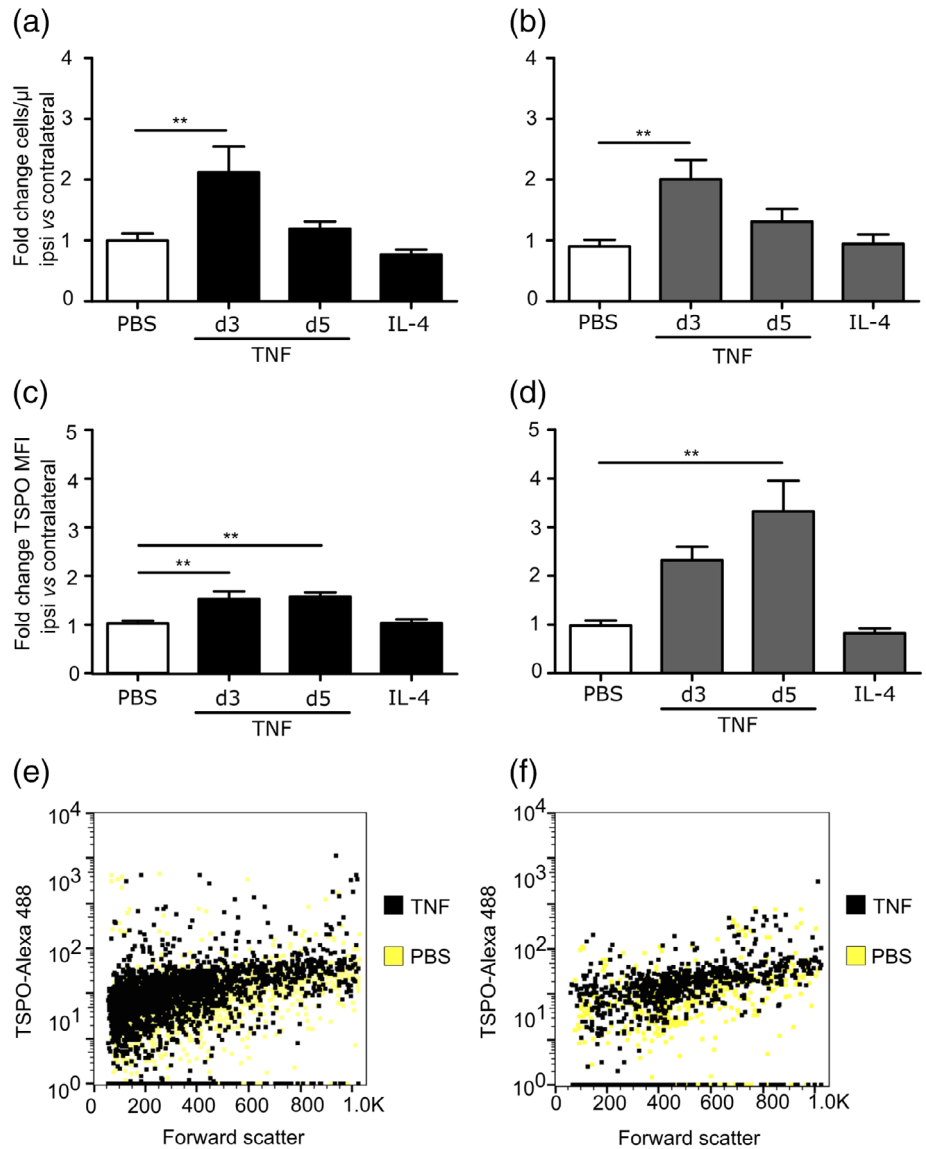 (a)
4
3
2
1
0
Fold change cells/µl
ipsi vs contralateral
**
PBS
d3
d5
IL-4
TNF
(b)
4
3
2
1
0
**
PBS
d3
d5
IL-4
TNF
(c)
5
4
3
2
1
0
Fold change TSPO MFI
ipsi vs contralateral
**
**
PBS
d3
d5
IL-4
TNF
(d)
5
4
3
2
1
0
**
PBS
d3
d5
IL-4
TNF
(e)
10⁴
10³
10²
10¹
10⁰
TSPO-Alexa 488
0 200 400 600 800 1.0K
Forward scatter
TNF
PBS
(f)
10⁴
10³
10²
10¹
10⁰
TSPO-Alexa 488
0 200 400 600 800 1.0K
Forward scatter
TNF
PBS